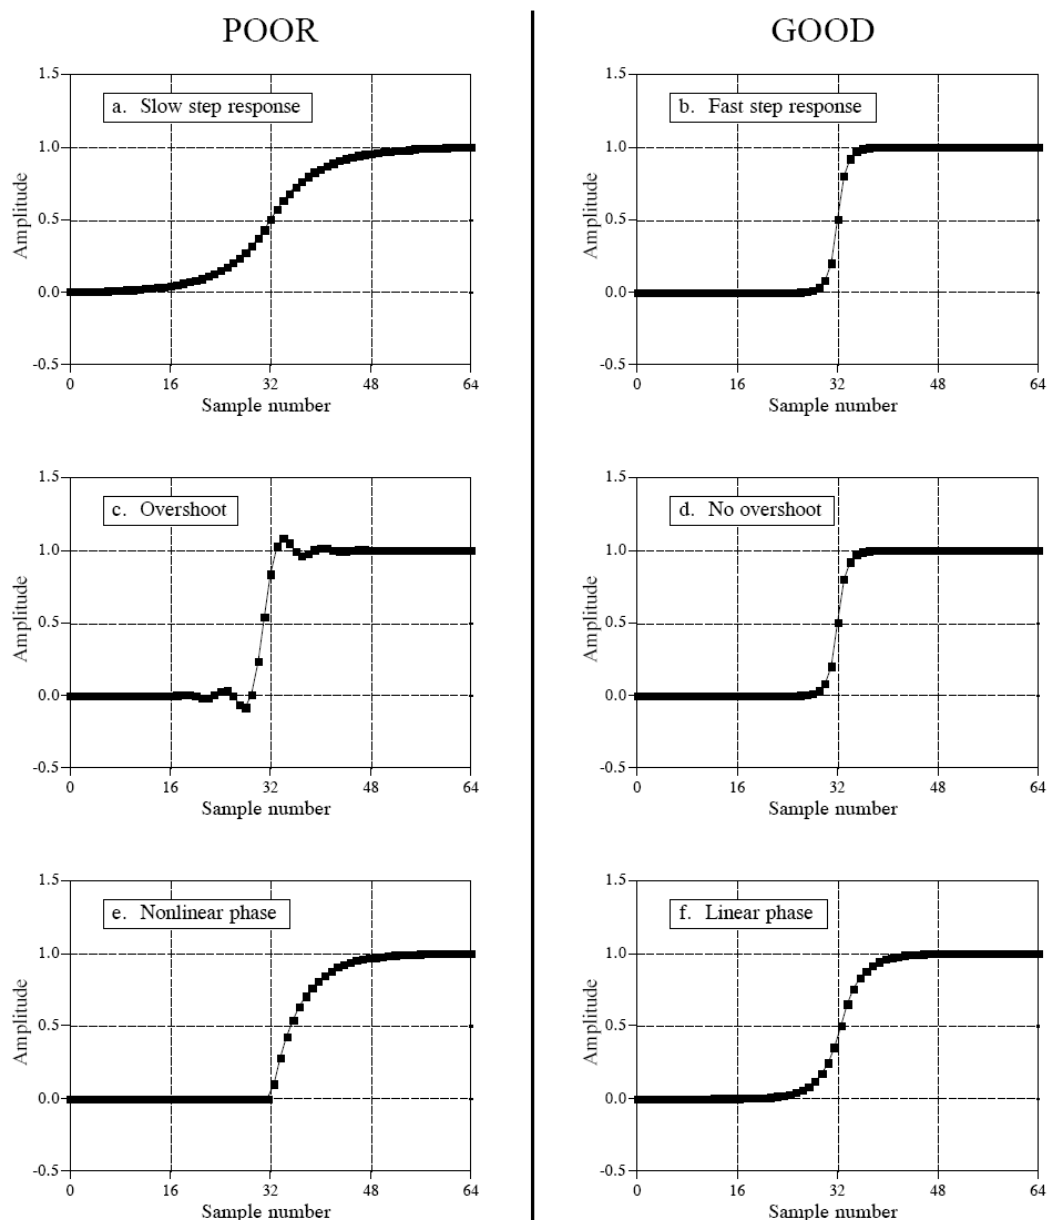 POOR
GOOD
a. Slow step response
1.5
1.0
0.5
0.0
-0.5
Amplitude
0 16 32 48 64
Sample number
b. Fast step response
1.5
1.0
0.5
0.0
-0.5
Amplitude
0 16 32 48 64
Sample number
c. Overshoot
1.5
1.0
0.5
0.0
-0.5
Amplitude
0 16 32 48 64
Sample number
d. No overshoot
1.5
1.0
0.5
0.0
-0.5
Amplitude
0 16 32 48 64
Sample number
e. Nonlinear phase
1.5
1.0
0.5
0.0
-0.5
Amplitude
0 16 32 48 64
Sample number
f. Linear phase
1.5
1.0
0.5
0.0
-0.5
Amplitude
0 16 32 48 64
Sample number